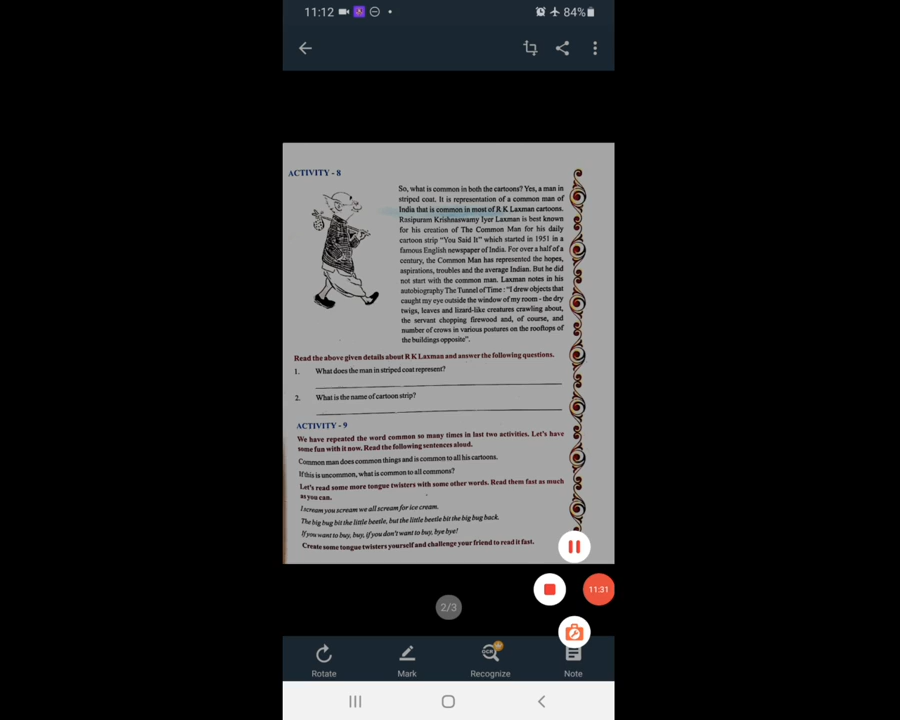 11:12
84%
ACTIVITY - 8
So, what is common in both the cartoons? Yes, a man in
striped coat. It is representation of a common man of
India that is common in most of R K Laxman cartoons.
Rasipuram Krishnaswamy Iyer Laxman is best known
for his creation of The Common Man for his daily
cartoon strip "You Said It" which started in 1951 in a
famous English newspaper of India. For over a half of a
century, the Common Man has represented the hopes,
aspirations, troubles and the average Indian. But he did
not start with the common man. Laxman notes in his
autobiography The Tunnel of Time : "I drew objects that
caught my eye outside the window of my room - the dry
twigs, leaves and lizard-like creatures crawling about,
the servant chopping firewood and, of course, and
number of crows in various postures on the rooftops of
the buildings opposite".
Read the above given details about R K Laxman and answer the following questions.
1. What does the man in striped coat represent?
2. What is the name of cartoon strip?
ACTIVITY - 9
We have repeated the word common so many times in last two activities. Let's have
some fun with it now. Read the following sentences aloud.
Common man does common things and is common to all his cartoons.
If this is uncommon, what is common to all commons?
Let's read some more tongue twisters with some other words. Read them fast as much
as you can.
I scream you scream we all scream for ice cream.
The big bug bit the little beetle, but the little beetle bit the big bug back.
If you want to buy, buy, if you don't want to buy, bye bye!
Create some tongue twisters yourself and challenge your friend to read it fast.
11:31
2/3
OCR
Rotate
Mark
Recognize
Note